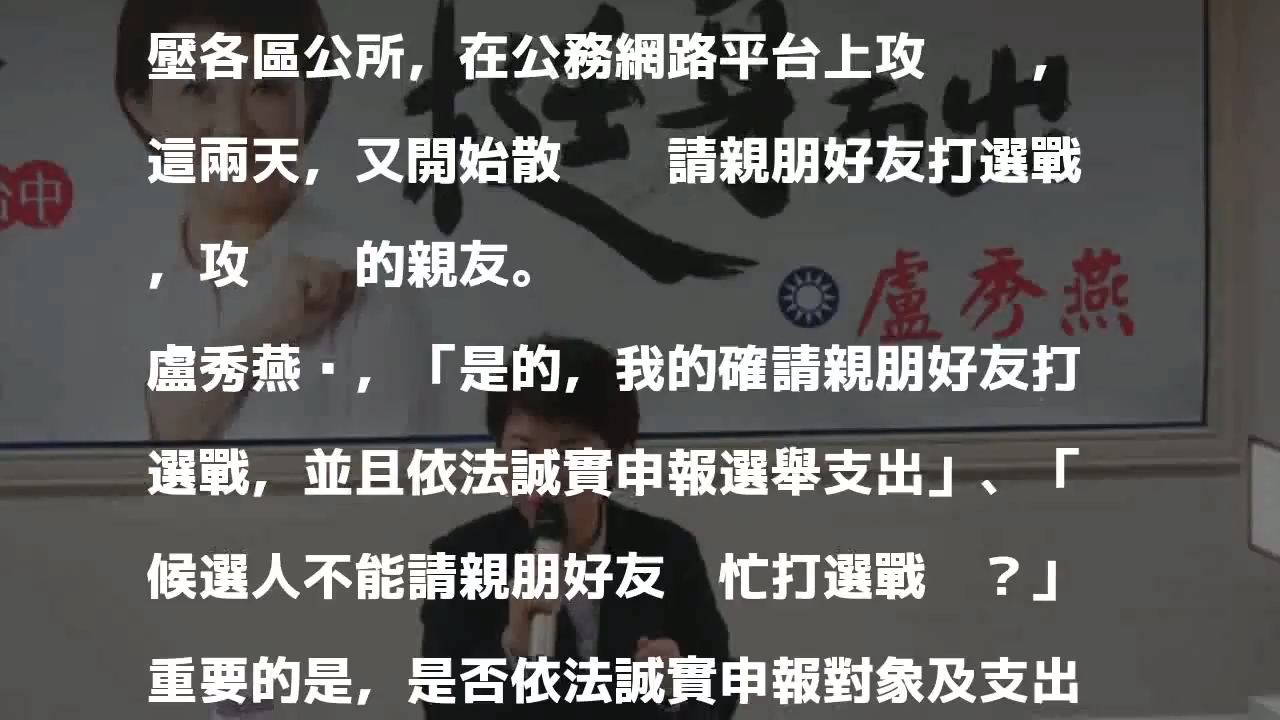 壓各區公所，在公務網路平台上攻　　，
這兩天，又開始散　　請親朋好友打選戰
，攻　　的親友。
盧秀燕·，「是的，我的確請親朋好友打
選戰，並且依法誠實申報選舉支出」、「
候選人不能請親朋好友　忙打選戰　？」
重要的是，是否依法誠實申報對象及支出
挺身而出
台中
盧秀燕